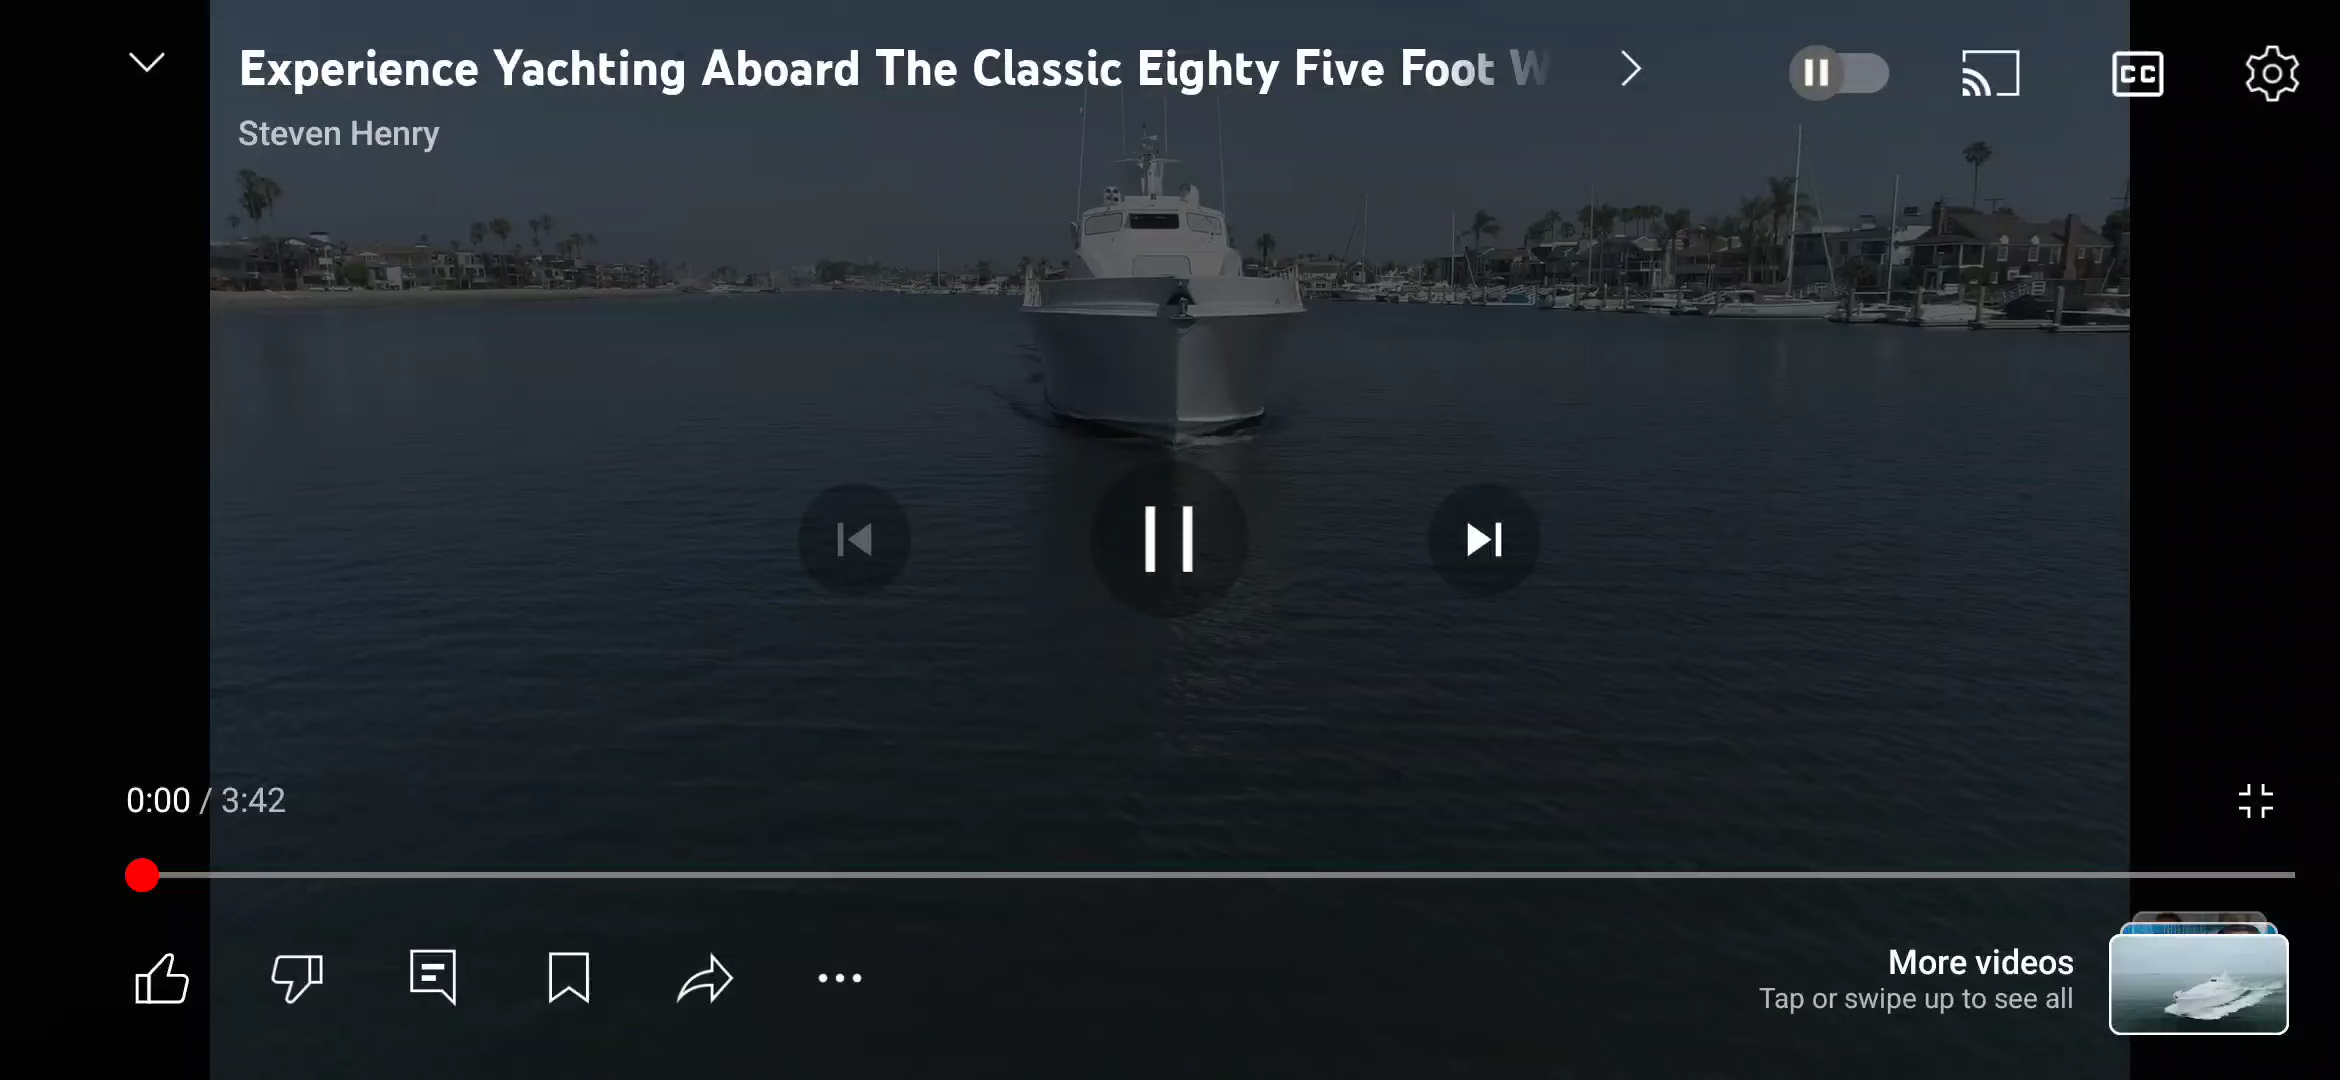 Experience Yachting Aboard The Classic Eighty Five Foot W
Steven Henry
CC
0:00 / 3:42
More videos
Tap or swipe up to see all